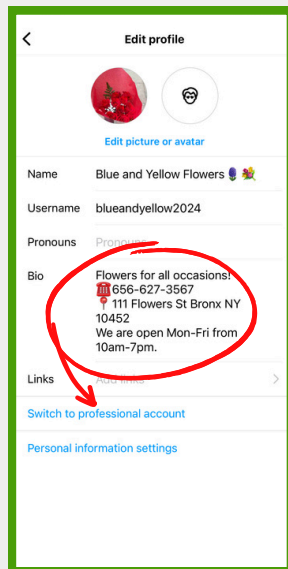 Edit profile
Edit picture or avatar
Name Blue and Yellow Flowers
Username blueandyellow2024
Pronouns Pronouns
Bio Flowers for all occasions!
☎️656-627-3567
📍111 Flowers St Bronx NY
10452
We are open Mon-Fri from
10am-7pm.
Links Add links
Switch to professional account
Personal information settings